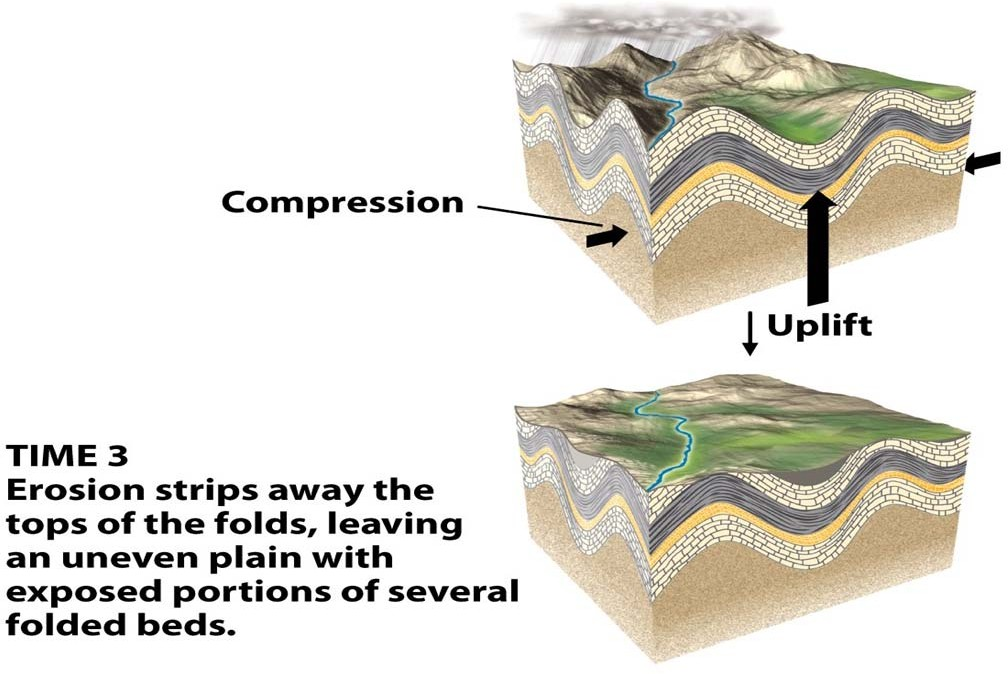 Compression
Uplift
TIME 3
Erosion strips away the
tops of the folds, leaving
an uneven plain with
exposed portions of several
folded beds.